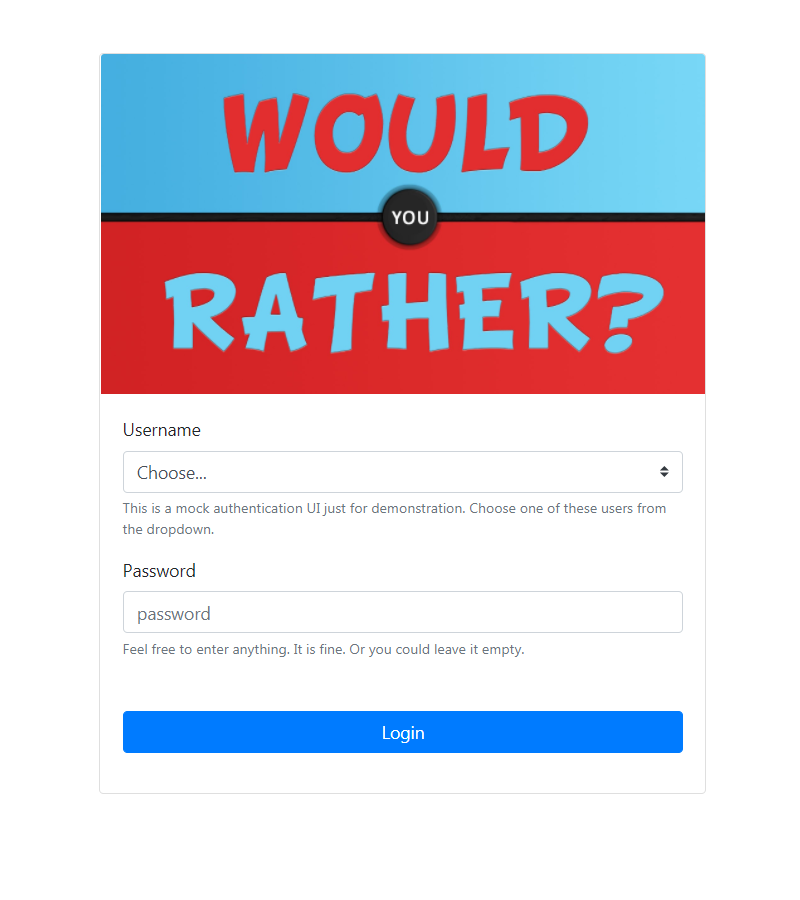 WOULD
YOU
RATHER?
Username
Choose...
This is a mock authentication UI just for demonstration. Choose one of these users from
the dropdown.
Password
password
Feel free to enter anything. It is fine. Or you could leave it empty.
Login